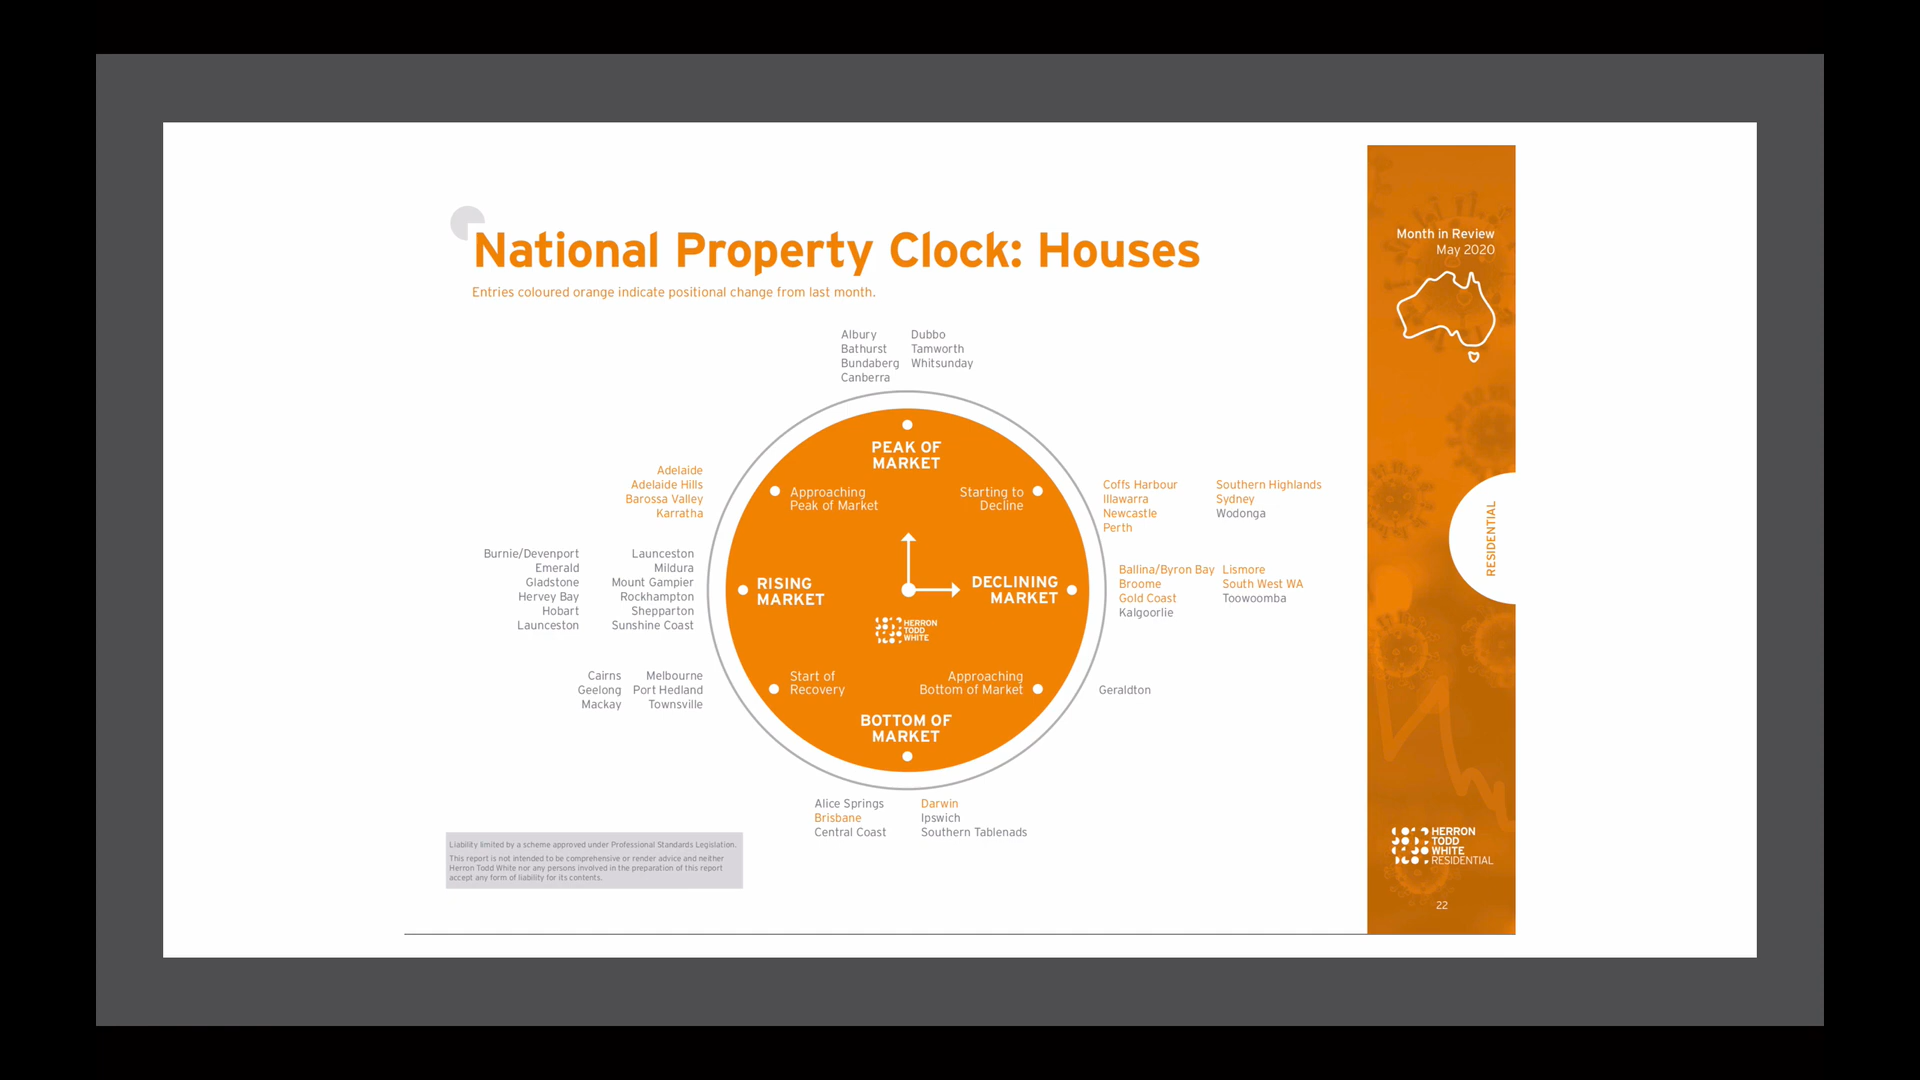 National Property Clock: Houses
Entries coloured orange indicate positional change from last month.
Month in Review
May 2020
Albury
Bathurst
Bundaberg
Canberra
Dubbo
Tamworth
Whitsunday
PEAK OF
MARKET
Adelaide
Adelaide Hills
Barossa Valley
Karratha
Approaching
Peak of Market
Starting to
Decline
Coffs Harbour
Illawarra
Newcastle
Perth
Southern Highlands
Sydney
Wodonga
RESIDENTIAL
Burnie/Devenport
Emerald
Gladstone
Hervey Bay
Hobart
Launceston
Launceston
Mildura
Mount Gampier
Rockhampton
Shepparton
Sunshine Coast
RISING
MARKET
DECLINING
MARKET
Ballina/Byron Bay
Broome
Gold Coast
Kalgoorlie
Lismore
South West WA
Toowoomba
HERRON
TODD
WHITE
Cairns
Geelong
Mackay
Melbourne
Port Hedland
Townsville
Start of
Recovery
Approaching
Bottom of Market
Geraldton
BOTTOM OF
MARKET
Alice Springs
Brisbane
Central Coast
Darwin
Ipswich
Southern Tablenads
Liability limited by a scheme approved under Professional Standards Legislation.
This report is not intended to be comprehensive or render advice and neither
Herron Todd White nor any persons involved in the preparation of this report
accept any form of liability for its contents.
HERRON
TODD
WHITE
RESIDENTIAL
22